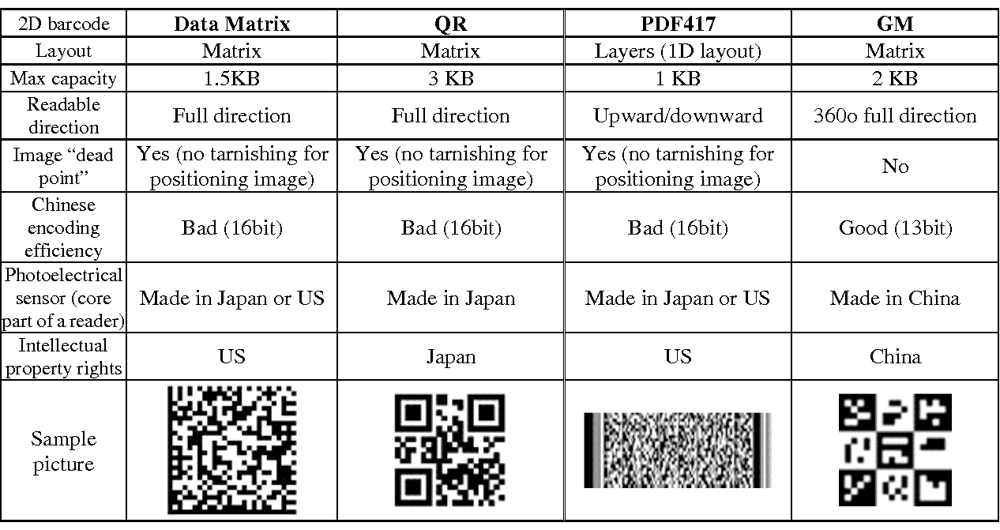 2D barcode Data Matrix QR PDF417 GM
Layout Matrix Matrix Layers (1D layout) Matrix
Max capacity 1.5KB 3 KB 1 KB 2 KB
Readable
direction Full direction Full direction Upward/downward 360o full direction
Image “dead
point” Yes (no tarnishing for
positioning image) Yes (no tarnishing for
positioning image) Yes (no tarnishing for
positioning image) No
Chinese
encoding
efficiency Bad (16bit) Bad (16bit) Bad (16bit) Good (13bit)
Photoelectrical
sensor (core
part of a reader) Made in Japan or US Made in Japan Made in Japan or US Made in China
Intellectual
property rights US Japan US China
Sample
picture